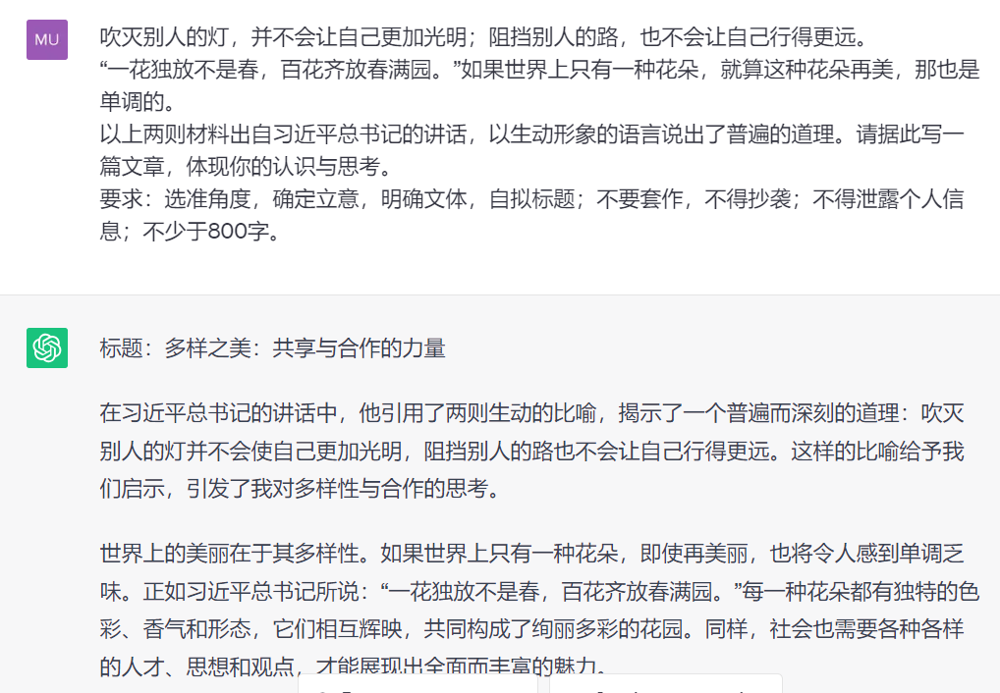 MU
吹灭别人的灯，并不会让自己更加光明；阻挡别人的路，也不会让自己行得更远。
“一花独放不是春，百花齐放春满园。”如果世界上只有一种花朵，就算这种花朵再美，那也是
单调的。
以上两则材料出自习近平总书记的讲话，以生动形象的语言说出了普遍的道理。请据此写一
篇文章，体现你的认识与思考。
要求：选准角度，确定立意，明确文体，自拟标题；不要套作，不得抄袭；不得泄露个人信
息；不少于800字。
标题：多样之美：共享与合作的力量
在习近平总书记的讲话中，他引用了两则生动的比喻，揭示了一个普遍而深刻的道理：吹灭
别人的灯并不会使自己更加光明，阻挡别人的路也不会让自己行得更远。这样的比喻给予我
们启示，引发了我对多样性与合作的思考。
世界上的美丽在于其多样性。如果世界上只有一种花朵，即使再美丽，也将令人感到单调乏
味。正如习近平总书记所说：“一花独放不是春，百花齐放春满园。”每一种花朵都有独特的色
彩、香气和形态，它们相互辉映，共同构成了绚丽多彩的花园。同样，社会也需要各种各样
的人才、思想和观点，才能展现出全面而丰富的魅力。